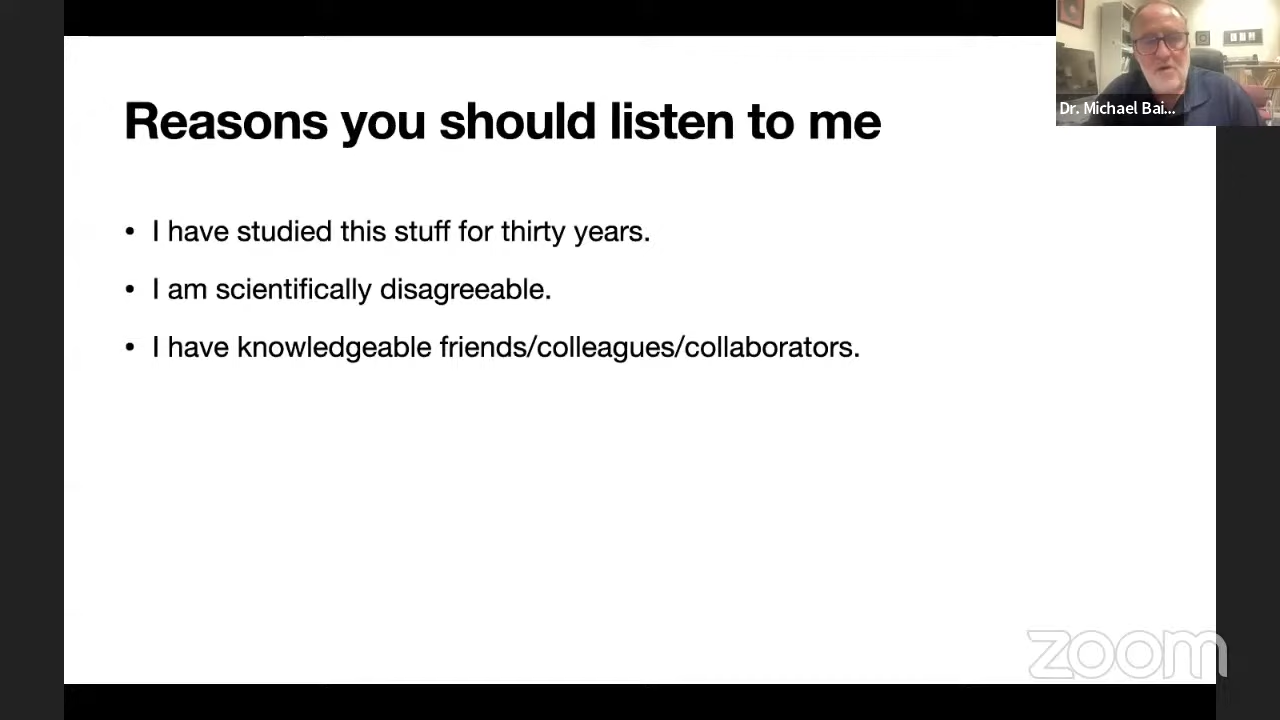 Reasons you should listen to me
Dr. Michael Bai...
• I have studied this stuff for thirty years.
• I am scientifically disagreeable.
• I have knowledgeable friends/colleagues/collaborators.
zoom